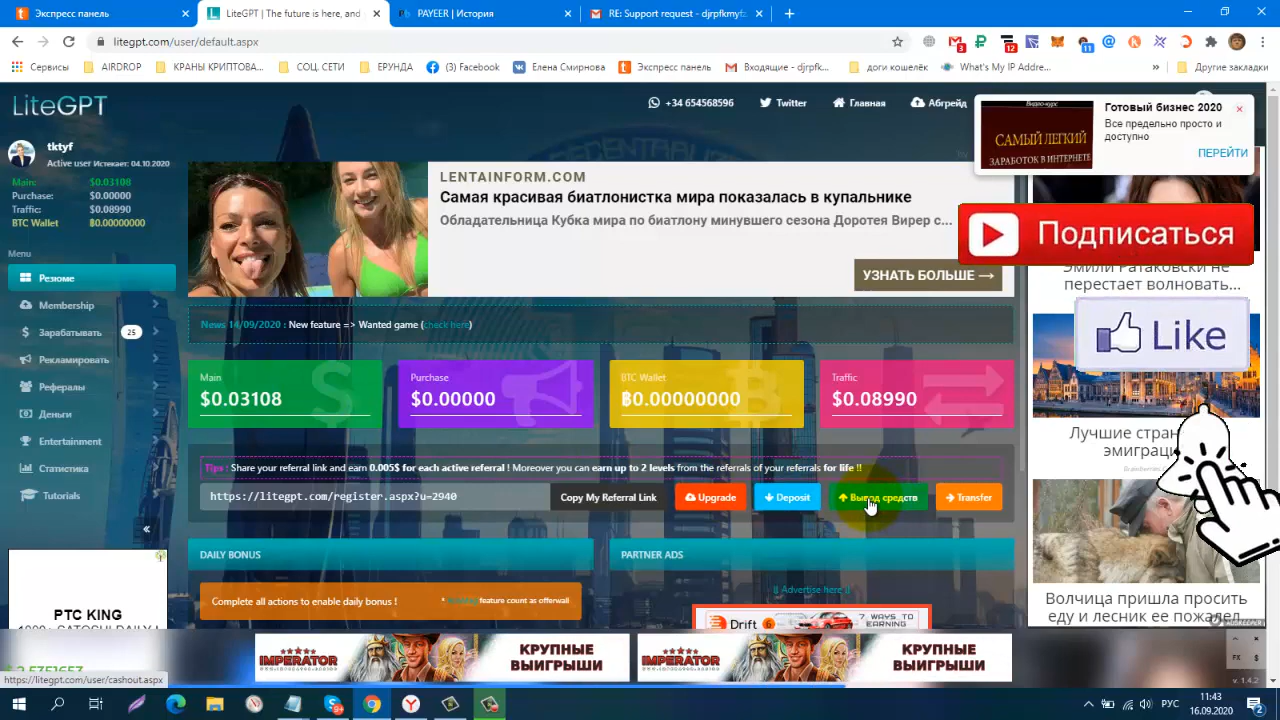 Экспресс панель
LiteGPT | The future is here, and
PAYEER | История
RE: Support request - djrpfkmyf
litegpt.com/user/default.aspx
3
12
11
Сервисы
AIRDROP
КРАНЫ КРИПТОВА...
СОЦ. СЕТИ
ЕРУНДА
(3) Facebook
Елена Смирнова
Экспресс панель
Входящие - djrpfk...
доги кошелёк
What's My IP Addre...
»
Другие закладки
LiteGPT
+34 654568596
Twitter
Главная
Абгрейд
Видео-курс
САМЫЙ ЛЕГКИЙ
ЗАРАБОТОК В ИНТЕРНЕТЕ
Готовый бизнес 2020
Все предельно просто и
доступно
ПЕРЕЙТИ
tktyf
Active user Истекает: 04.10.2020
Main: $0.03108
Purchase: $0.00000
Traffic: $0.08990
BTC Wallet ฿0.00000000
Menu
Резюме
Membership
Зарабатывать 25
Рекламировать
Рефералы
Деньги
Entertainment
Статистика
Tutorials
«
LENTAINFORM.COM
Самая красивая биатлонистка мира показалась в купальнике
Обладательница Кубка мира по биатлону минувшего сезона Доротея Вирер с...
УЗНАТЬ БОЛЬШЕ →
Подписаться
Эмили Ратаковски не
перестает волновать...
Like
News 14/09/2020 : New feature => Wanted game (check here)
Main
$0.03108
Purchase
$0.00000
BTC Wallet
฿0.00000000
Traffic
$0.08990
Tips : Share your referral link and earn 0.005$ for each active referral ! Moreover you can earn up to 2 levels from the referrals of your referrals for life !!
https://litegpt.com/register.aspx?u=2940
Copy My Referral Link
Upgrade
Deposit
Вывод средств
Transfer
DAILY BONUS
Complete all actions to enable daily bonus !
feature count as offerwall
PARTNER ADS
!! Advertise here !!
Drift 6
7 WAYS TO
EARNING
Лучшие стран
эмиграц
Волчица пришла просить
еду и лесник ее пожалел
PTC KING
IMPERATOR
КРУПНЫЕ
ВЫИГРЫШИ
IMPERATOR
КРУПНЫЕ
ВЫИГРЫШИ
FX $
v. 1.4.2
https://litegpt.com/user/cashout.aspx
9+
РУС
11:43
16.09.2020
2